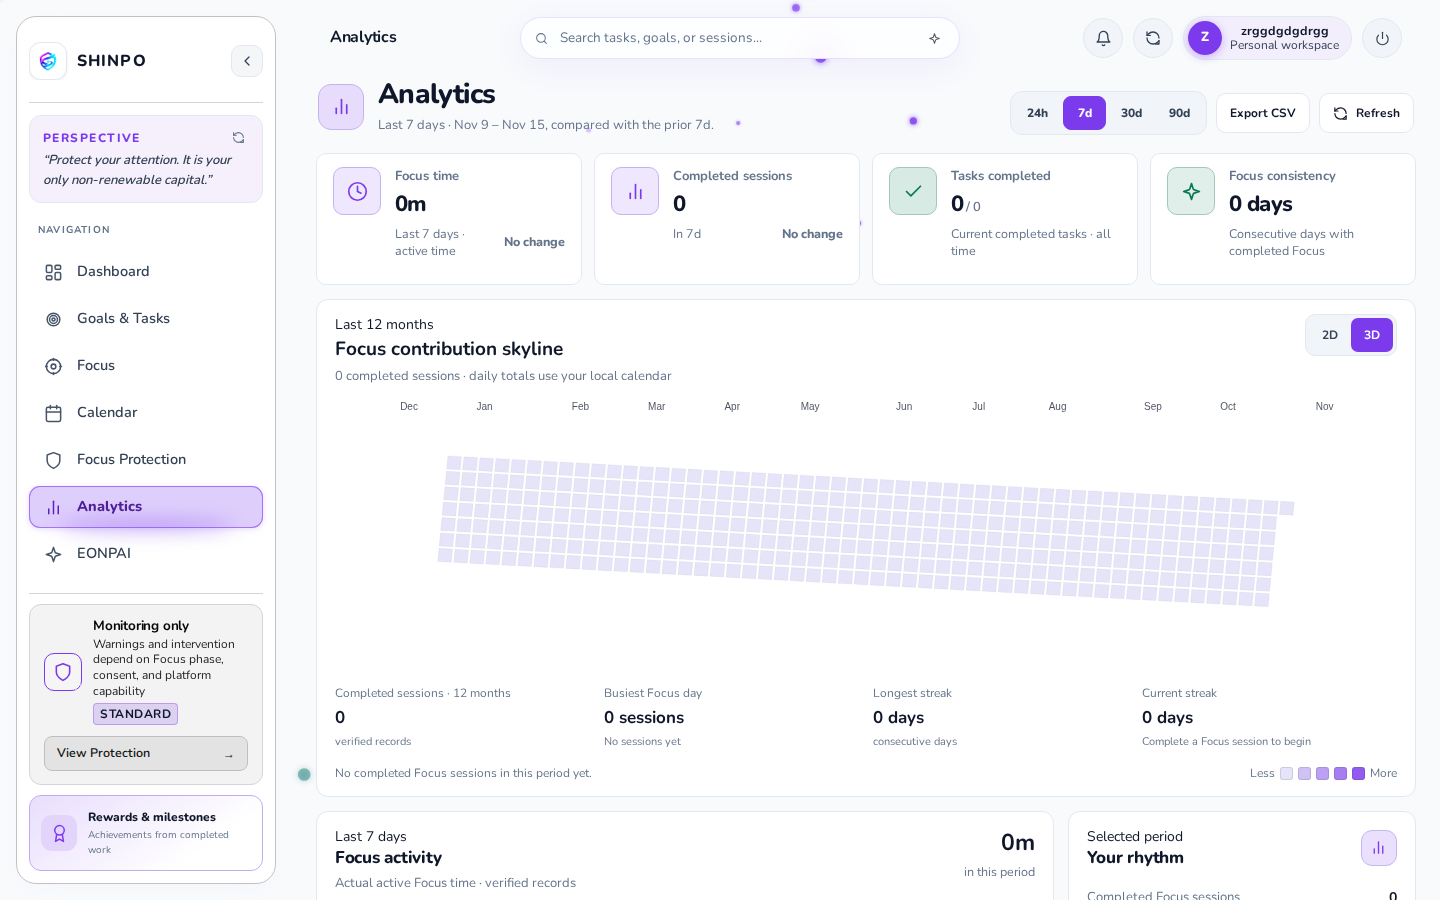 SHINPO
PERSPECTIVE
“Protect your attention. It is your
only non-renewable capital.”
NAVIGATION
Dashboard
Goals & Tasks
Focus
Calendar
Focus Protection
Analytics
EONPAI
Monitoring only
Warnings and intervention
depend on Focus phase,
consent, and platform
capability
STANDARD
View Protection →
Rewards & milestones
Achievements from completed
work
Analytics
Search tasks, goals, or sessions...
Z
zrggdgdgdrgg
Personal workspace
Analytics
Last 7 days · Nov 9 – Nov 15, compared with the prior 7d.
24h 7d 30d 90d
Export CSV
Refresh
Focus time
0m
Last 7 days ·
active time
No change
Completed sessions
0
In 7d
No change
Tasks completed
0 / 0
Current completed tasks · all
time
Focus consistency
0 days
Consecutive days with
completed Focus
Last 12 months
Focus contribution skyline
0 completed sessions · daily totals use your local calendar
2D 3D
Dec Jan Feb Mar Apr May Jun Jul Aug Sep Oct Nov
Completed sessions · 12 months
0
verified records
Busiest Focus day
0 sessions
No sessions yet
Longest streak
0 days
consecutive days
Current streak
0 days
Complete a Focus session to begin
No completed Focus sessions in this period yet.
Less More
Last 7 days
Focus activity
Actual active Focus time · verified records
0m
in this period
Selected period
Your rhythm
Completed Focus sessions 0